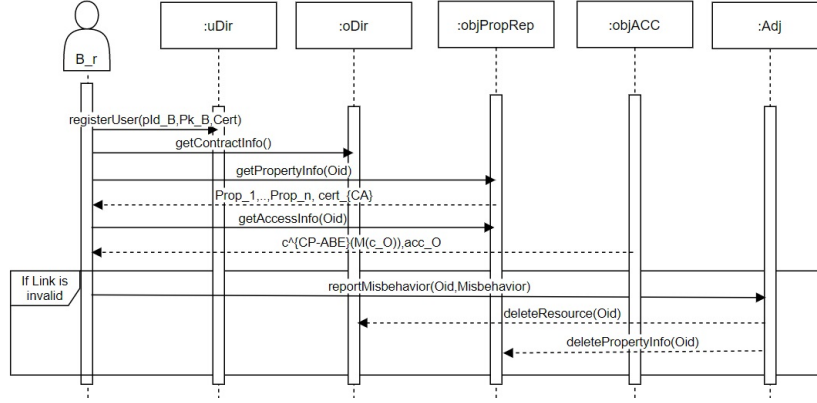 B_r
:uDir
:oDir
:objPropRep
:objACC
:Adj
registerUser(pId_B,Pk_B,Cert)
getContractInfo()
getPropertyInfo(Oid)
Prop_1,..,Prop_n, cert_{CA}
getAccessInfo(Oid)
c^{CP-ABE}(M(c_O)),acc_O
If Link is
invalid
reportMisbehavior(Oid,Misbehavior)
deleteResource(Oid)
deletePropertyInfo(Oid)